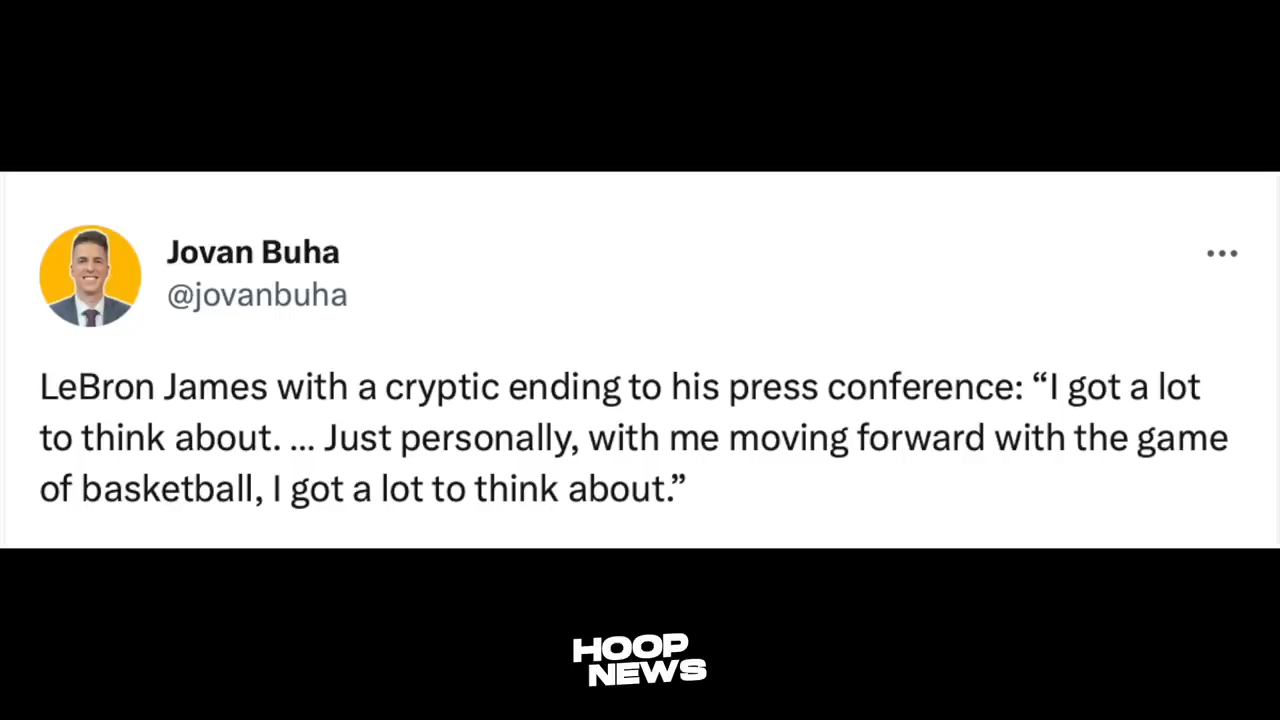 Jovan Buha
@jovanbuha
LeBron James with a cryptic ending to his press conference: “I got a lot
to think about. ... Just personally, with me moving forward with the game
of basketball, I got a lot to think about.”
HOOP
NEWS